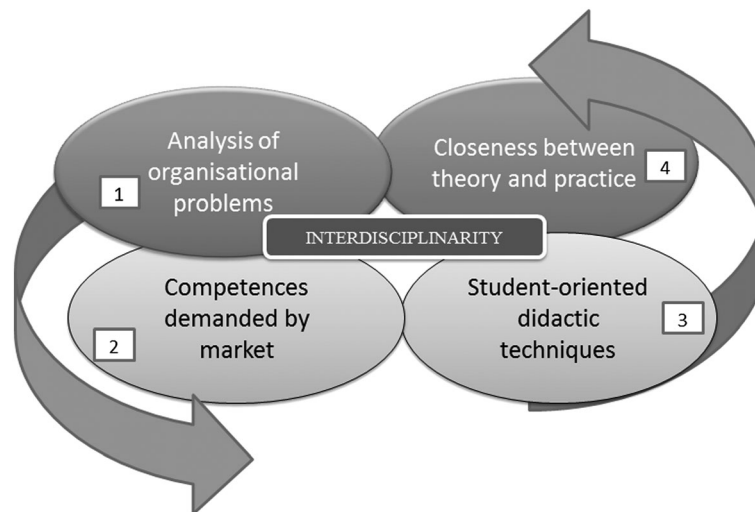 Analysis of
organisational
problems
1
Closeness between
theory and practice
4
INTERDISCIPLINARITY
Competences
demanded by
market
2
Student-oriented
didactic
techniques
3